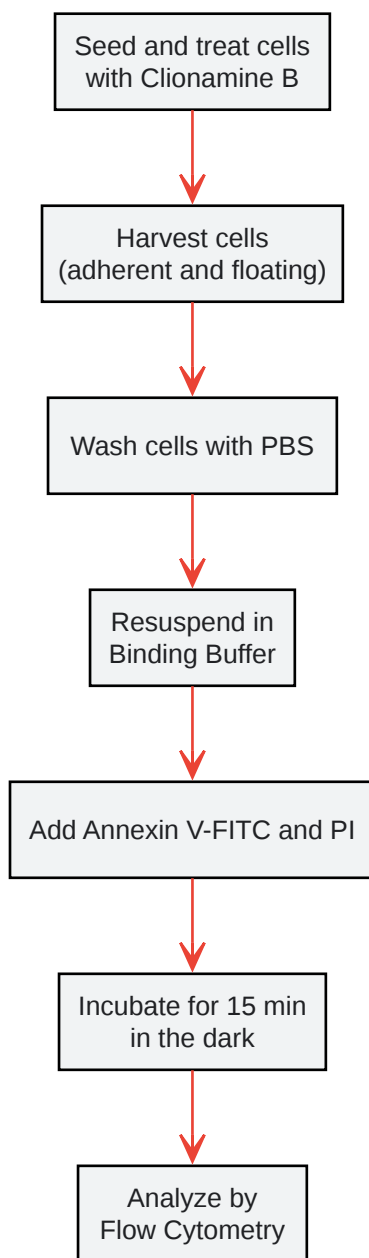 Seed and treat cells
with Clionamine B
Harvest cells
(adherent and floating)
Wash cells with PBS
Resuspend in
Binding Buffer
Add Annexin V-FITC and PI
Incubate for 15 min
in the dark
Analyze by
Flow Cytometry